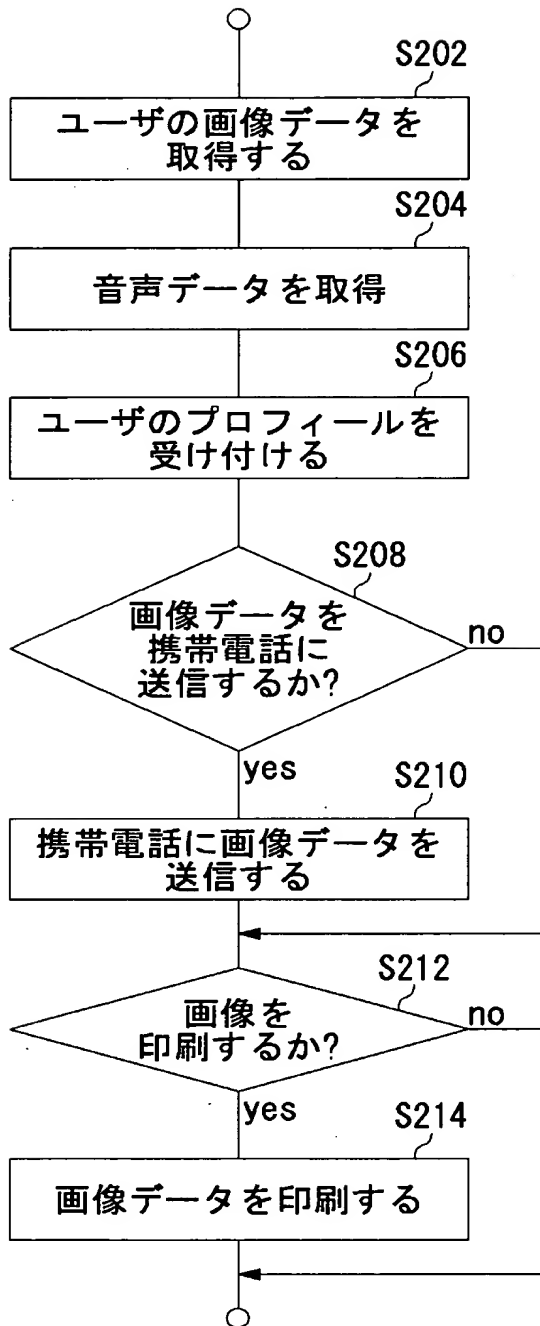 S202
ユーザの画像データを
取得する
S204
音声データを取得
S206
ユーザのプロフィールを
受け付ける
S208
画像データを
携帯電話に
送信するか?
no
yes
S210
携帯電話に画像データを
送信する
S212
画像を
印刷するか?
no
yes
S214
画像データを印刷する